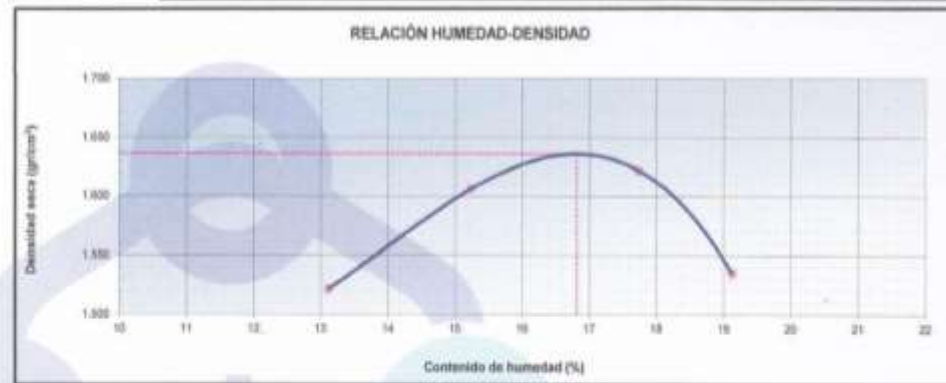 RELACIÓN HUMEDAD-DENSIDAD
Densidad seca (gr/cm³)
1.700
1.650
1.600
1.550
1.500
10 11 12 13 14 15 16 17 18 19 20 21 22
Contenido de humedad (%)